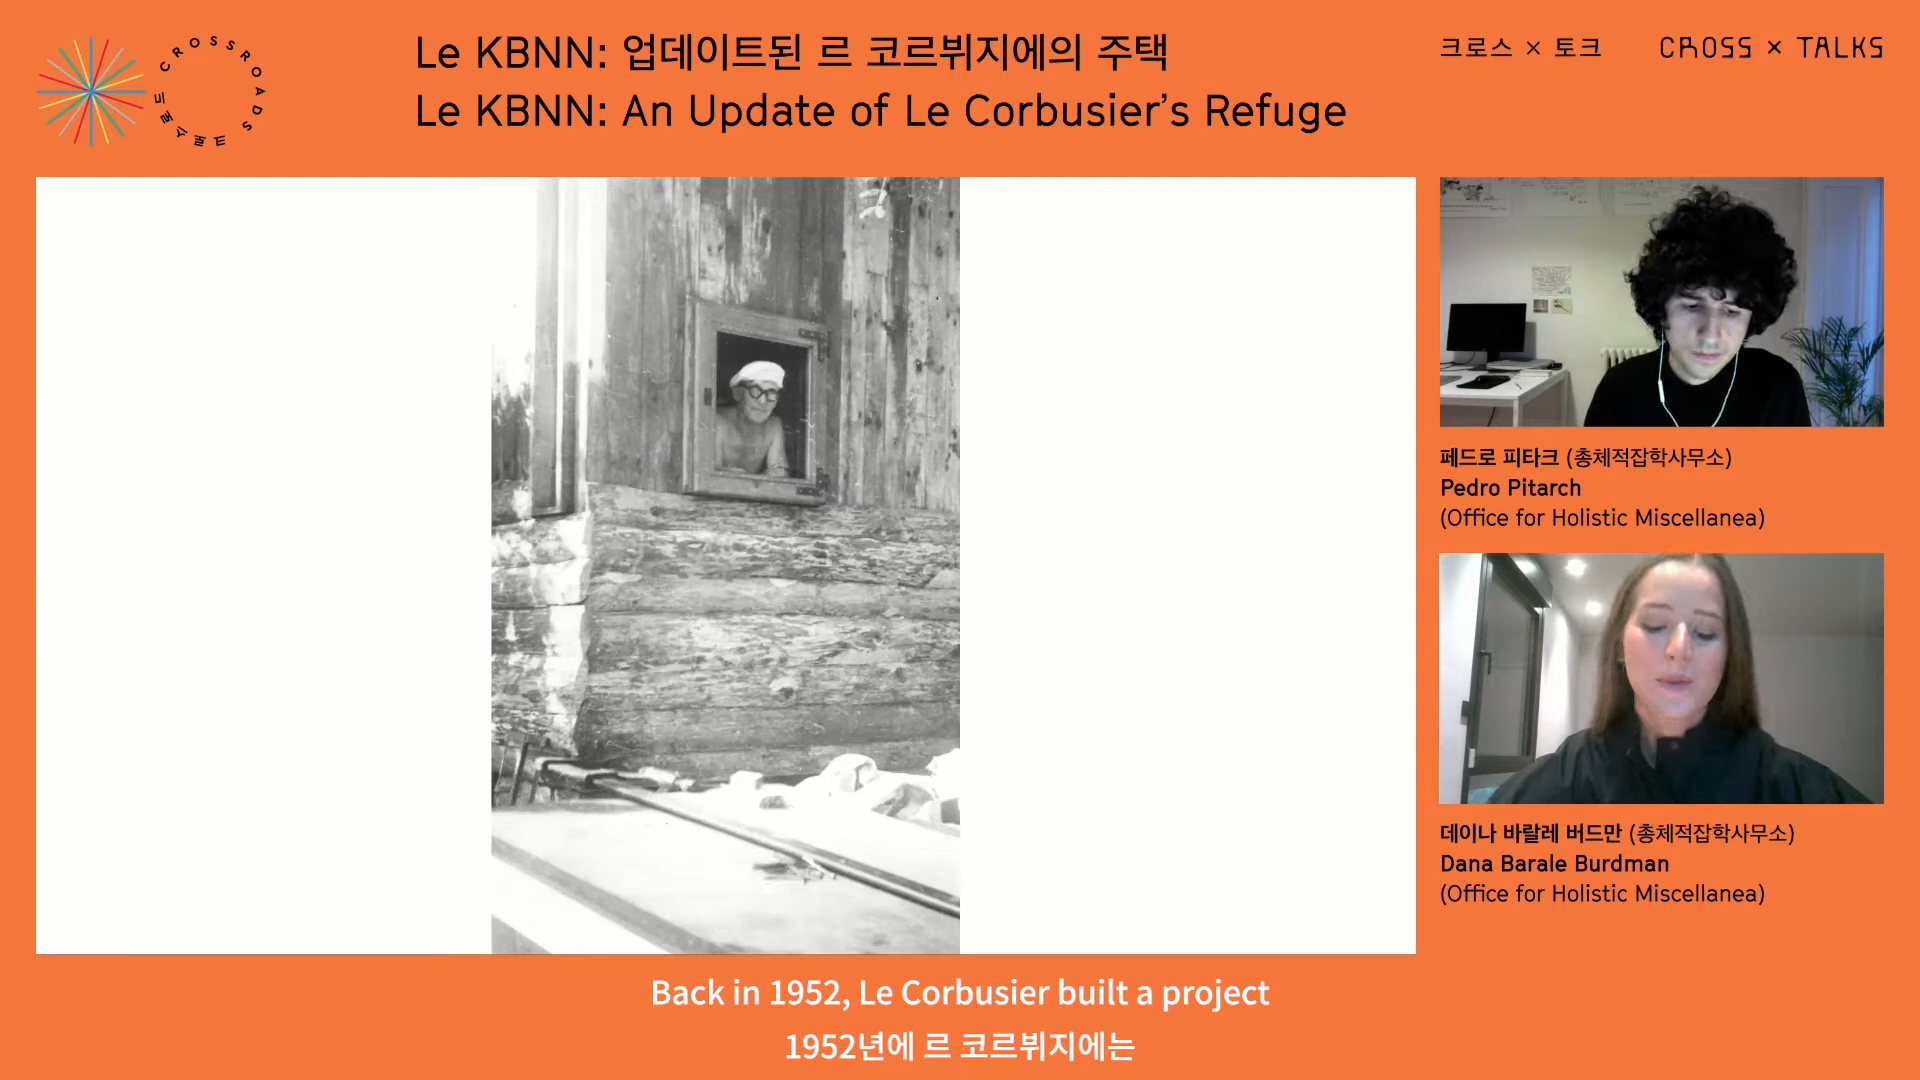 CROSSROADS
크로스로드
Le KBNN: 업데이트된 르 코르뷔지에의 주택
Le KBNN: An Update of Le Corbusier's Refuge
크로스 × 토크
CROSS × TALKS
페드로 피타크 (총체적잡학사무소)
Pedro Pitarch
(Office for Holistic Miscellanea)
데이나 바랄레 버드만 (총체적잡학사무소)
Dana Barale Burdman
(Office for Holistic Miscellanea)
Back in 1952, Le Corbusier built a project
1952년에 르 코르뷔지에는